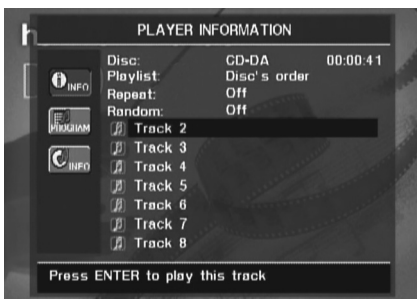 PLAYER INFORMATION
Disc: CD-DA 00:00:41
Playlist: Disc's order
Repeat: Off
Random: Off
INFO
PROGRAM
INFO
Track 2
Track 3
Track 4
Track 5
Track 6
Track 7
Track 8
Press ENTER to play this track